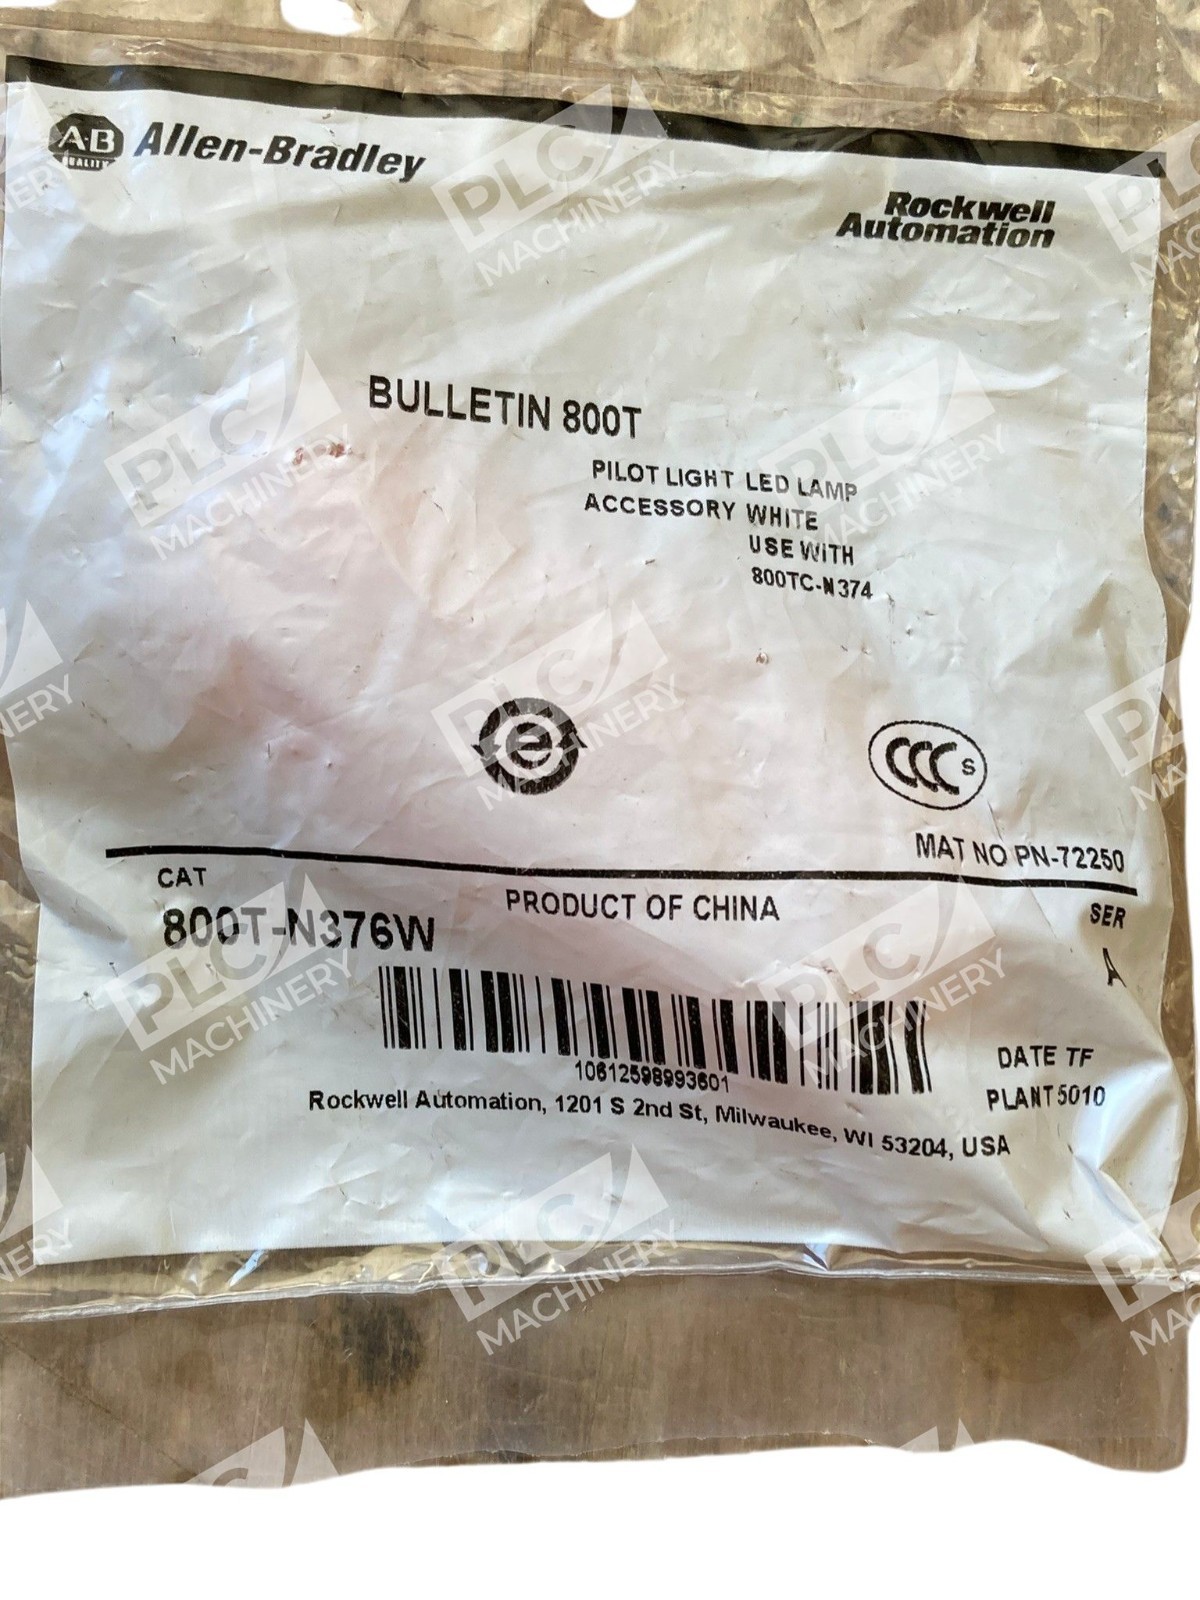 A-B
QUALITY
Allen-Bradley
Rockwell
Automation
BULLETIN 800T
PILOT LIGHT LED LAMP
ACCESSORY WHITE
USE WITH
800TC-N374
e
CCC S
MAT NO PN-72250
CAT
800T-N376W
PRODUCT OF CHINA
SER
A
10612598993601
DATE TF
PLANT 5010
Rockwell Automation, 1201 S 2nd St, Milwaukee, WI 53204, USA
PLC
MACHINERY